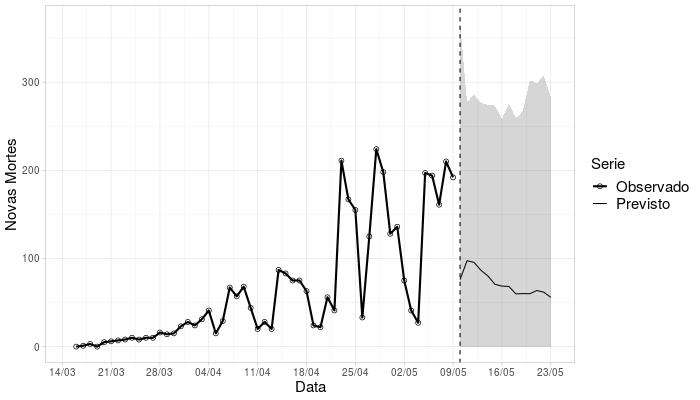 Novas Mortes
300
200
100
0
14/03 21/03 28/03 04/04 11/04 18/04 25/04 02/05 09/05 16/05 23/05
Data
Serie
Observado
Previsto